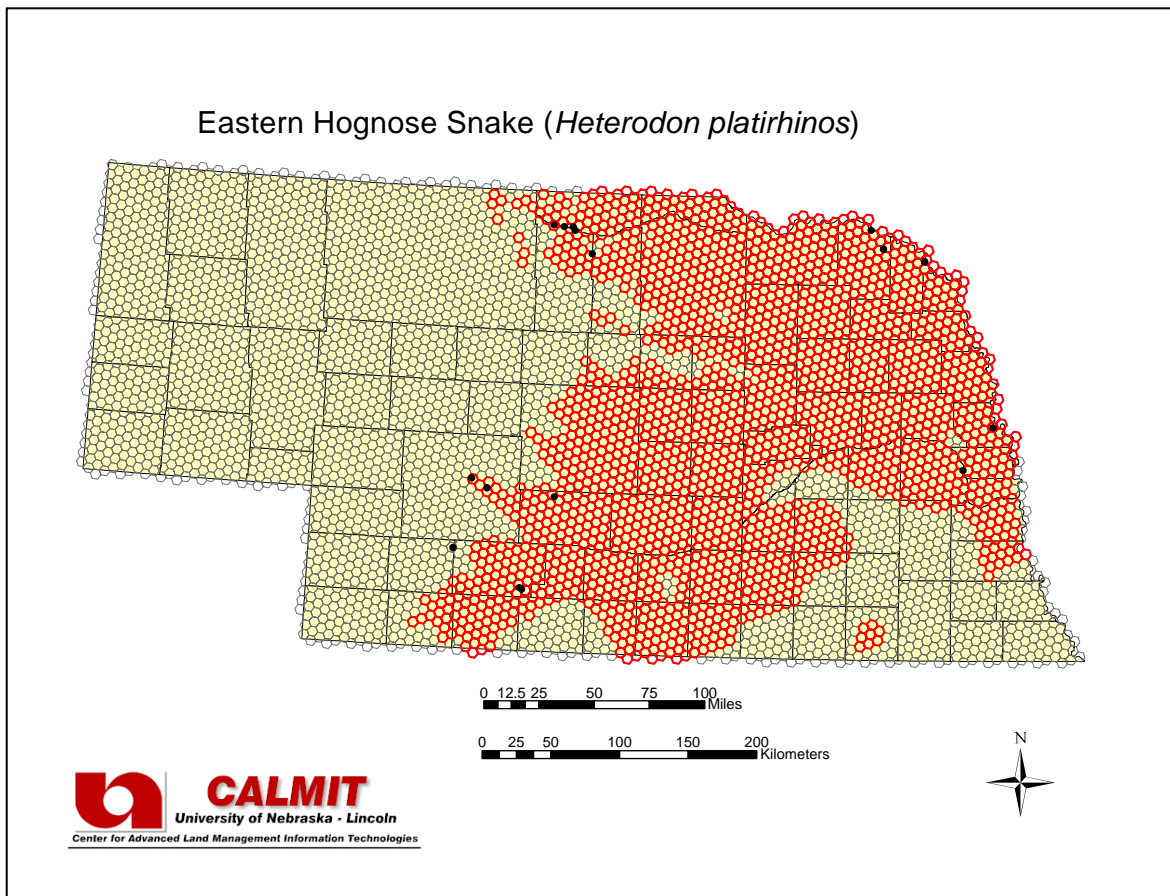 Eastern Hognose Snake (Heterodon platirhinos)
0 12.5 25 50 75 100
Miles
0 25 50 100 150 200
Kilometers
N
CALMIT
University of Nebraska - Lincoln
Center for Advanced Land Management Information Technologies